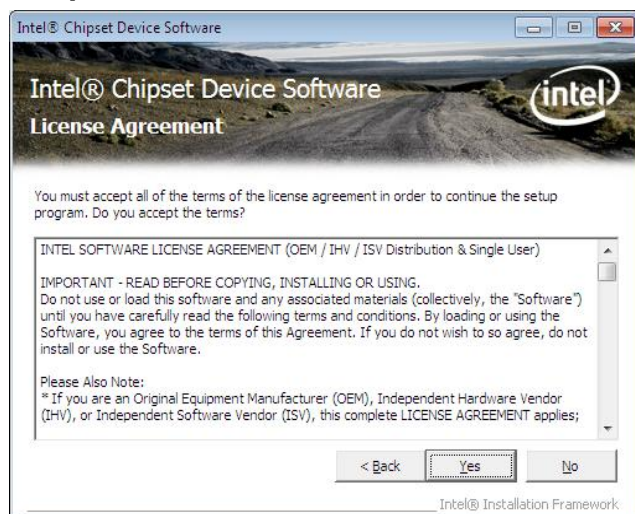 Intel® Chipset Device Software
Intel® Chipset Device Software
intel
License Agreement
You must accept all of the terms of the license agreement in order to continue the setup
program. Do you accept the terms?
INTEL SOFTWARE LICENSE AGREEMENT (OEM / IHV / ISV Distribution & Single User)
IMPORTANT - READ BEFORE COPYING, INSTALLING OR USING.
Do not use or load this software and any associated materials (collectively, the "Software")
until you have carefully read the following terms and conditions. By loading or using the
Software, you agree to the terms of this Agreement. If you do not wish to so agree, do not
install or use the Software.
Please Also Note:
* If you are an Original Equipment Manufacturer (OEM), Independent Hardware Vendor
(IHV), or Independent Software Vendor (ISV), this complete LICENSE AGREEMENT applies;
< Back
Yes
No
Intel® Installation Framework